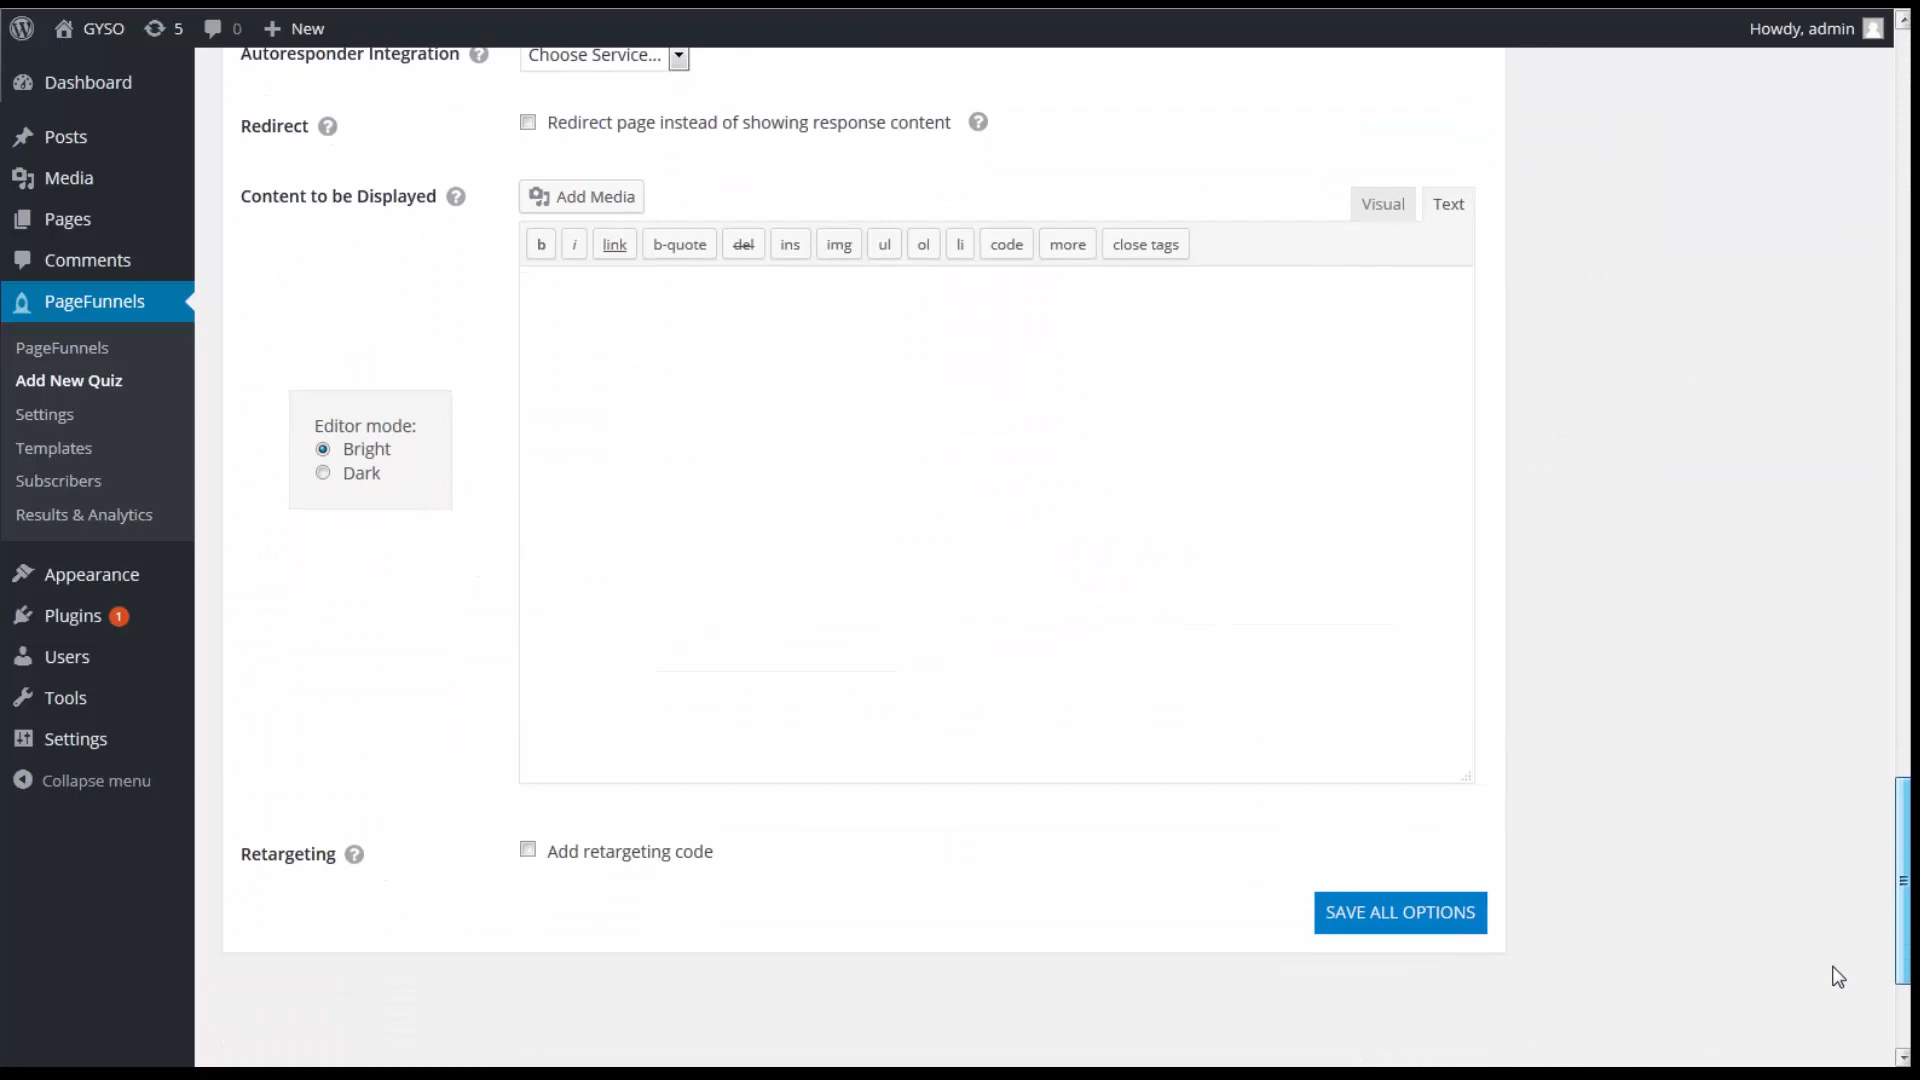 GYSO 5 0 New Howdy, admin
Dashboard
Posts
Media
Pages
Comments
PageFunnels
PageFunnels
Add New Quiz
Settings
Templates
Subscribers
Results & Analytics
Appearance
Plugins 1
Users
Tools
Settings
Collapse menu
Autoresponder Integration ? Choose Service...
Redirect ? Redirect page instead of showing response content ?
Content to be Displayed ? Add Media Visual Text
b i link b-quote del ins img ul ol li code more close tags
Editor mode:
Bright
Dark
Retargeting ? Add retargeting code
SAVE ALL OPTIONS